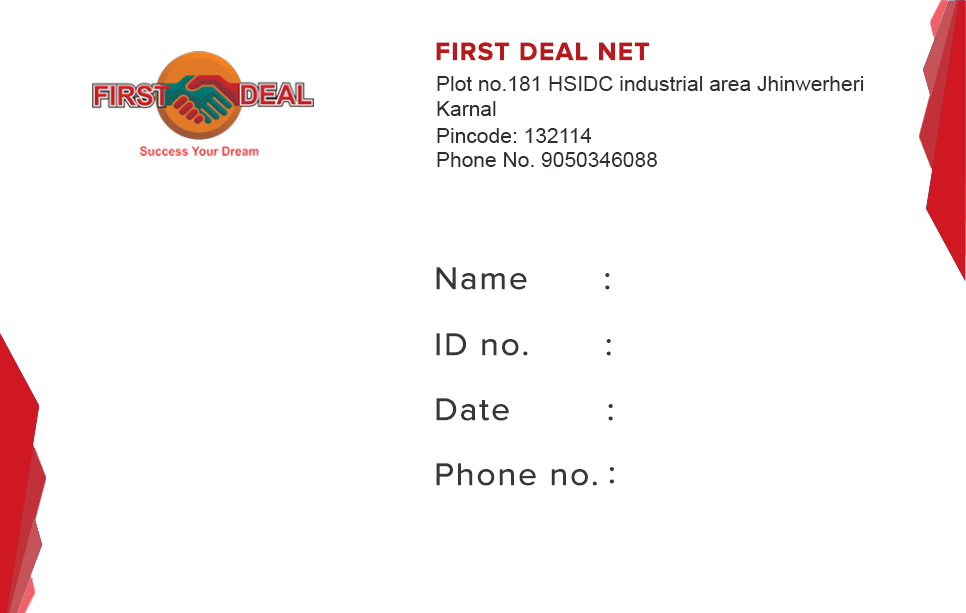 FIRST DEAL
Success Your Dream
FIRST DEAL NET
Plot no.181 HSIDC industrial area Jhinwerheri
Karnal
Pincode: 132114
Phone No. 9050346088
Name :
ID no. :
Date :
Phone no. :